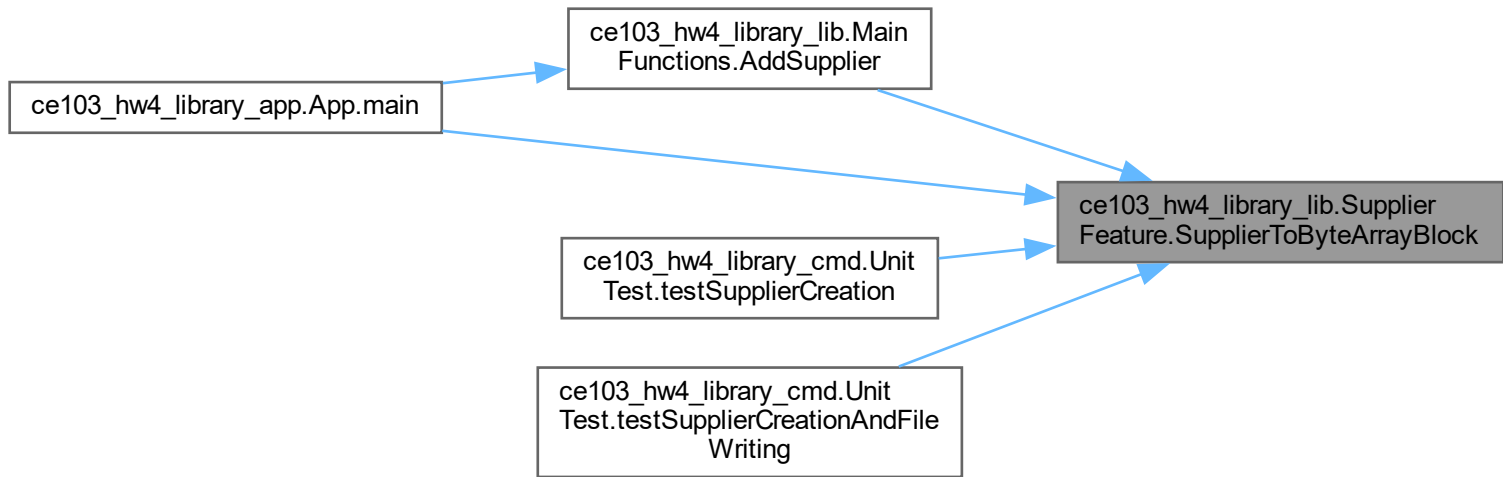 ce103_hw4_library_lib.Main
Functions.AddSupplier
ce103_hw4_library_app.App.main
ce103_hw4_library_lib.Supplier
Feature.SupplierToByteArrayBlock
ce103_hw4_library_cmd.Unit
Test.testSupplierCreation
ce103_hw4_library_cmd.Unit
Test.testSupplierCreationAndFile
Writing